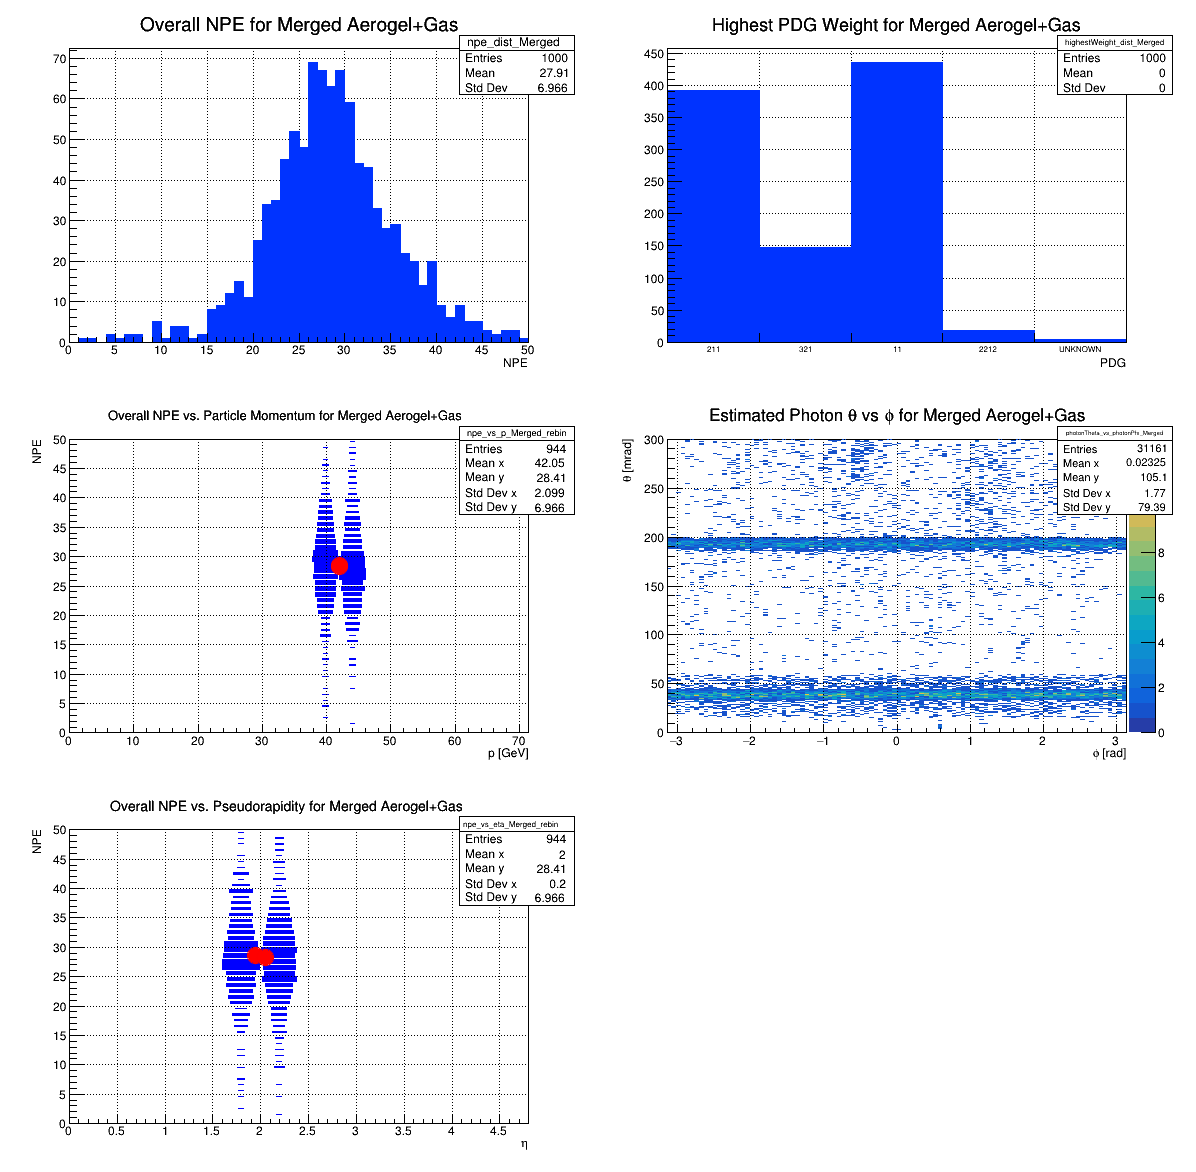 Overall NPE for Merged Aerogel+Gas
npe_dist_Merged
Entries 1000
Mean 27.91
Std Dev 6.966
70
60
50
40
30
20
10
0
0 5 10 15 20 25 30 35 40 45 50
NPE
Highest PDG Weight for Merged Aerogel+Gas
highestWeight_dist_Merged
Entries 1000
Mean 0
Std Dev 0
450
400
350
300
250
200
150
100
50
0
211 321 11 2212 UNKNOWN
PDG
Overall NPE vs. Particle Momentum for Merged Aerogel+Gas
NPE
npe_vs_p_Merged_rebin
Entries 944
Mean x 42.05
Mean y 28.41
Std Dev x 2.099
Std Dev y 6.966
50
45
40
35
30
25
20
15
10
5
0
0 10 20 30 40 50 60 70
p [GeV]
Estimated Photon θ vs ϕ for Merged Aerogel+Gas
θ [mrad]
photonTheta_vs_photonPhi_Merged
Entries 31161
Mean x 0.02325
Mean y 105.1
Std Dev x 1.77
Std Dev y 79.39
300
250
200
150
100
50
0
−3 −2 −1 0 1 2 3
ϕ [rad]
8
6
4
2
0
Overall NPE vs. Pseudorapidity for Merged Aerogel+Gas
NPE
npe_vs_eta_Merged_rebin
Entries 944
Mean x 2
Mean y 28.41
Std Dev x 0.2
Std Dev y 6.966
50
45
40
35
30
25
20
15
10
5
0
0 0.5 1 1.5 2 2.5 3 3.5 4 4.5
η